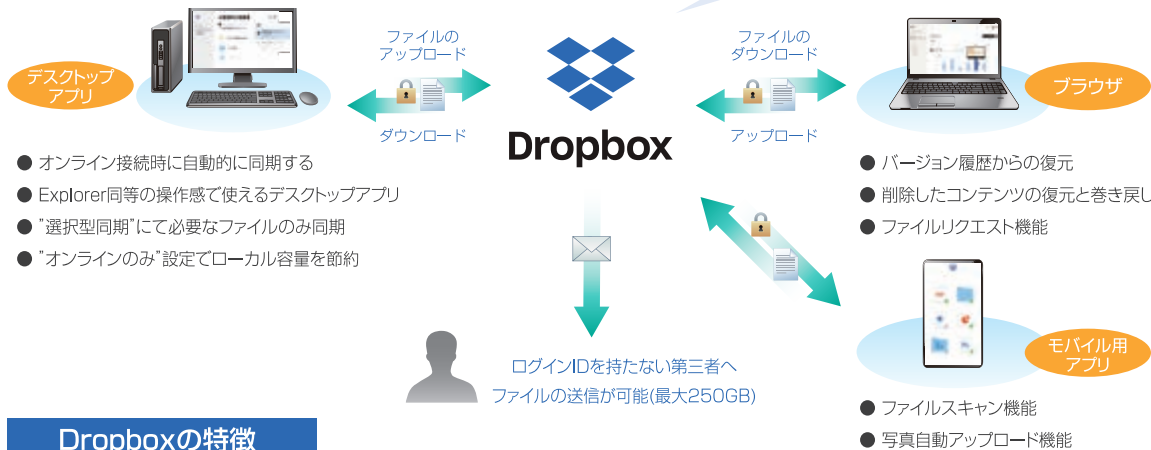 デスクトップ
アプリ
ファイルの
アップロード
ダウンロード
Dropbox
ファイルの
ダウンロード
アップロード
ブラウザ
● オンライン接続時に自動的に同期する
● Explorer同等の操作感で使えるデスクトップアプリ
● ”選択型同期”にて必要なファイルのみ同期
● ”オンラインのみ”設定でローカル容量を節約
● バージョン履歴からの復元
● 削除したコンテンツの復元と巻き戻し
● ファイルリクエスト機能
ログインIDを持たない第三者へ
ファイルの送信が可能(最大250GB)
モバイル用
アプリ
● ファイルスキャン機能
● 写真自動アップロード機能
Dropboxの特徴